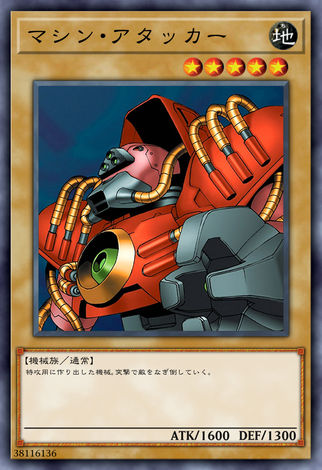 マシン・アタッカー
地
【機械族／通常】
特攻用に作り出した機械。突撃で敵をなぎ倒していく。
ATK/1600 DEF/1300
38116136